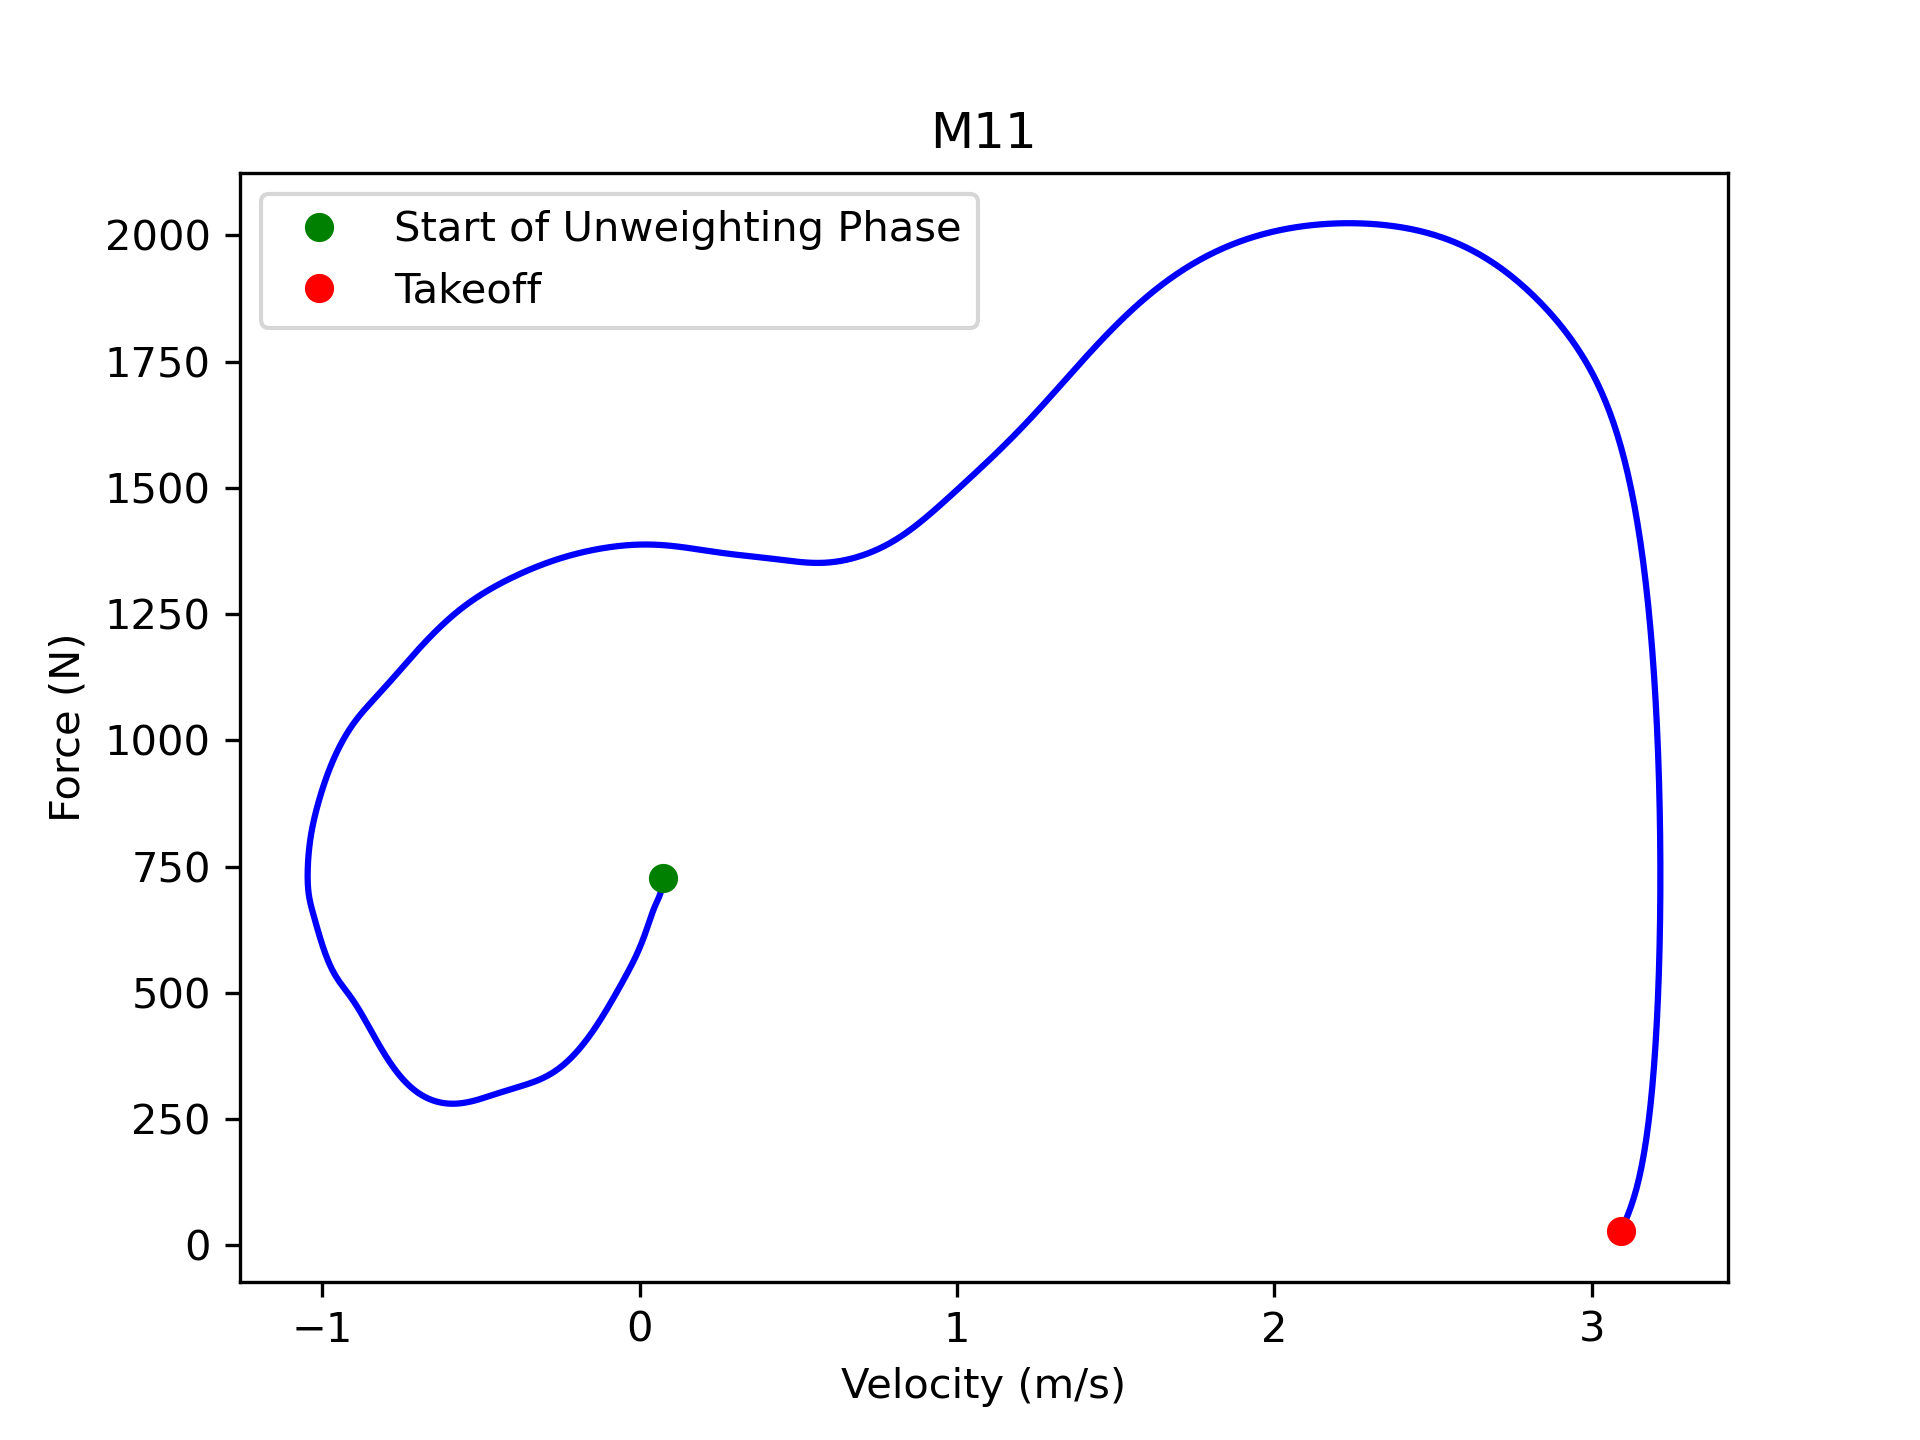 M11
Start of Unweighting Phase
Takeoff
2000
1750
1500
1250
1000
750
500
250
0
Force (N)
−1 0 1 2 3
Velocity (m/s)